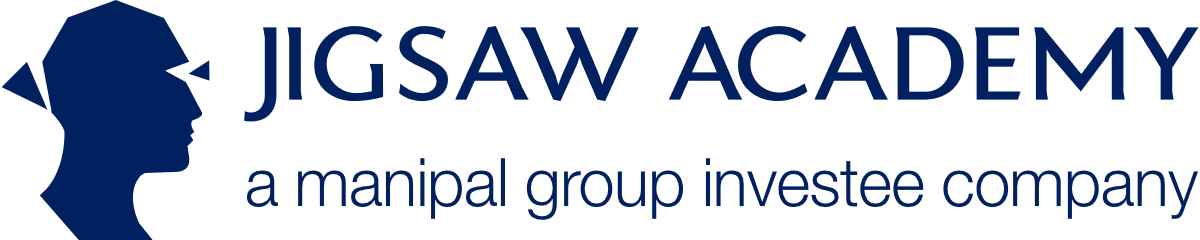 JIGSAW ACADEMY
a manipal group investee company